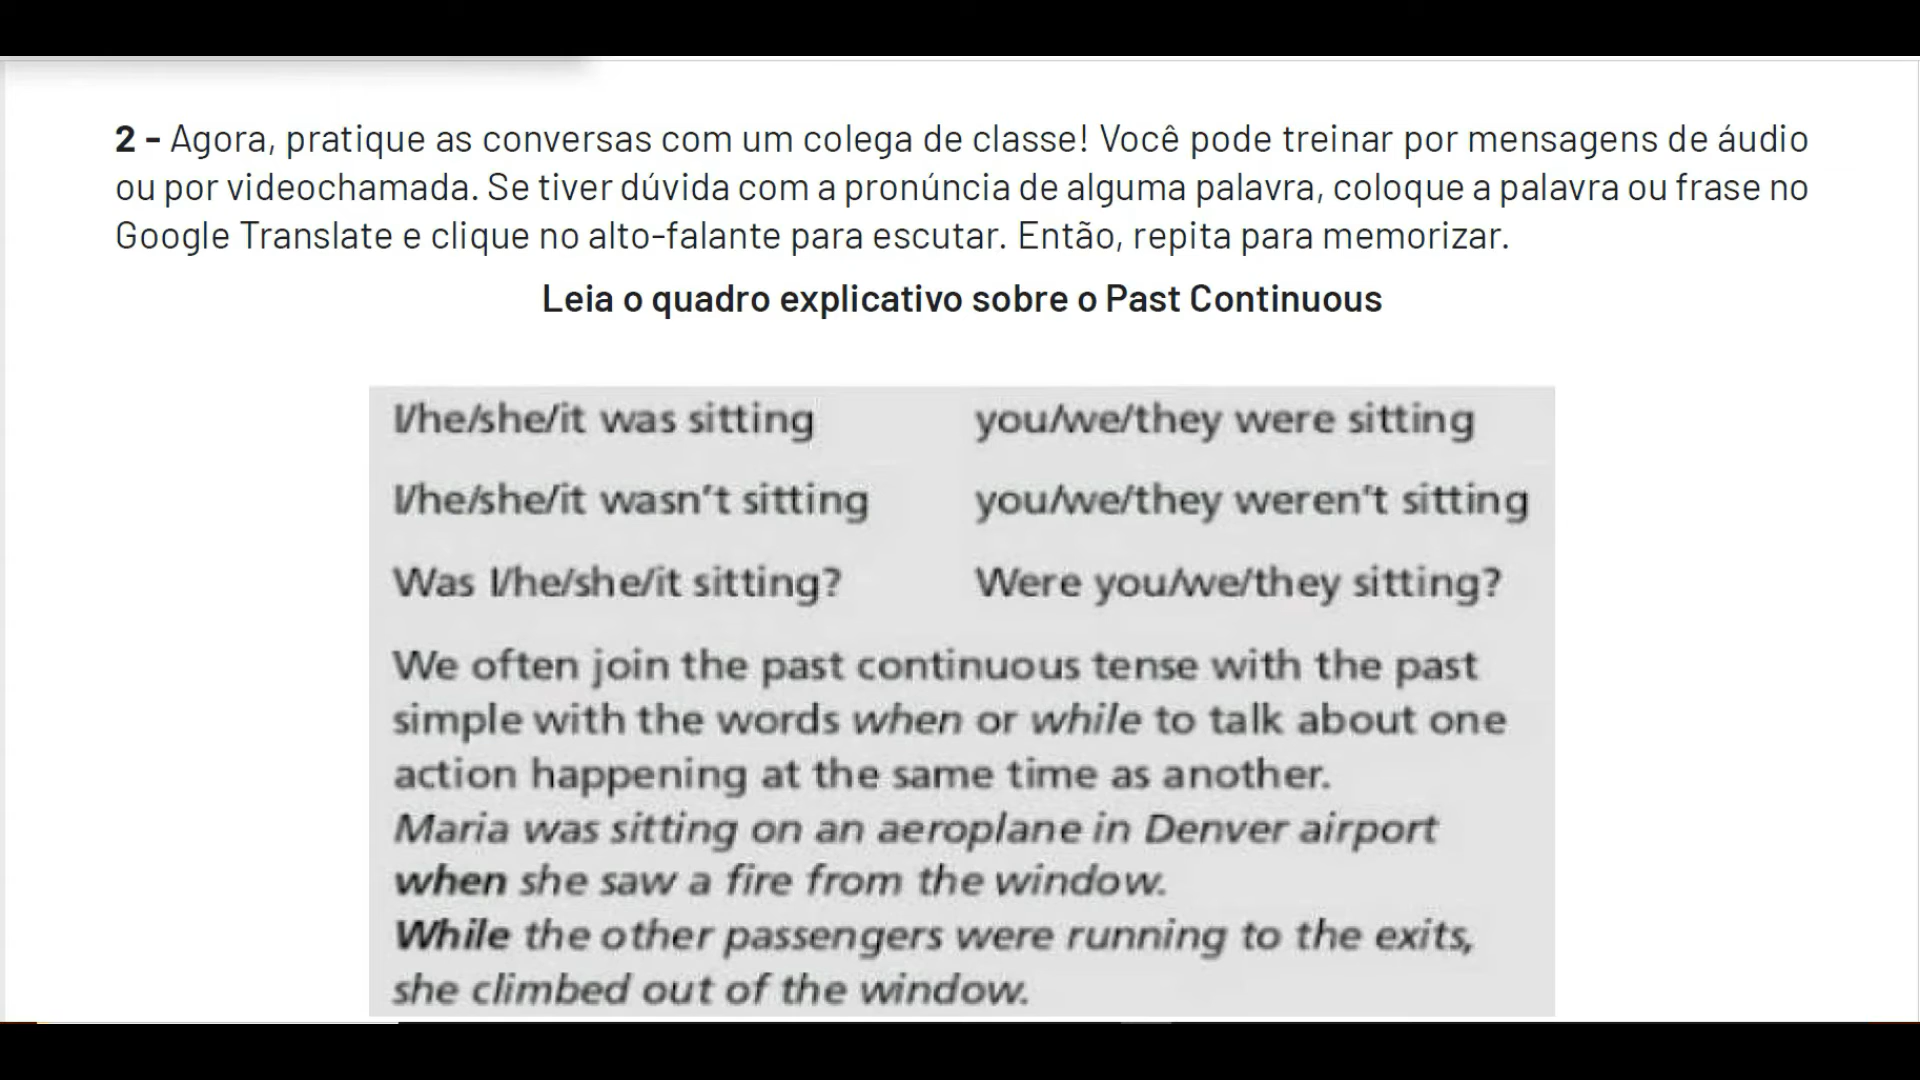 2 - Agora, pratique as conversas com um colega de classe! Você pode treinar por mensagens de áudio
ou por videochamada. Se tiver dúvida com a pronúncia de alguma palavra, coloque a palavra ou frase no
Google Translate e clique no alto-falante para escutar. Então, repita para memorizar.
Leia o quadro explicativo sobre o Past Continuous
I/he/she/it was sitting you/we/they were sitting
I/he/she/it wasn't sitting you/we/they weren't sitting
Was I/he/she/it sitting? Were you/we/they sitting?
We often join the past continuous tense with the past
simple with the words when or while to talk about one
action happening at the same time as another.
Maria was sitting on an aeroplane in Denver airport
when she saw a fire from the window.
While the other passengers were running to the exits,
she climbed out of the window.